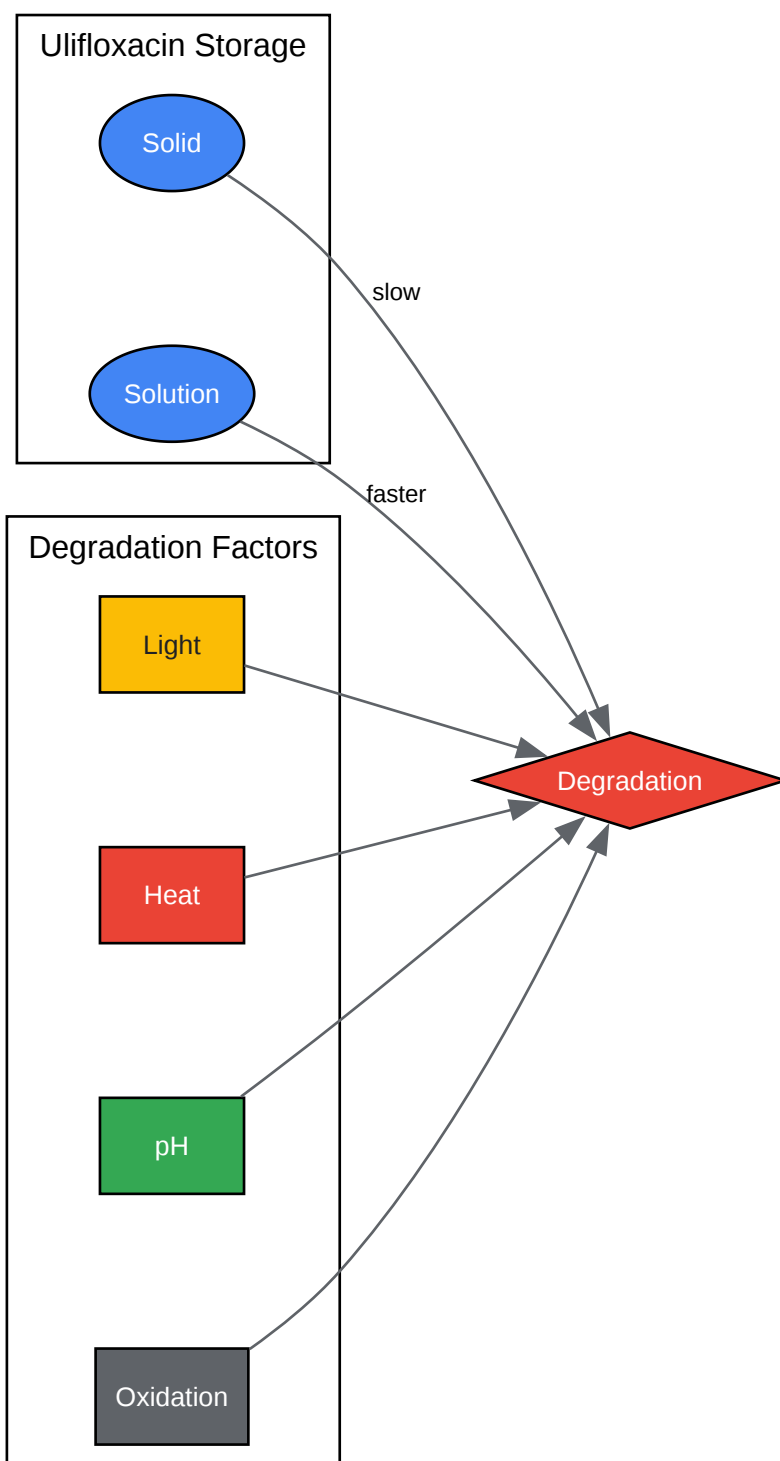 Ulifloxacin Storage
Solid
slow
Solution
faster
Degradation Factors
Light
Degradation
Heat
pH
Oxidation